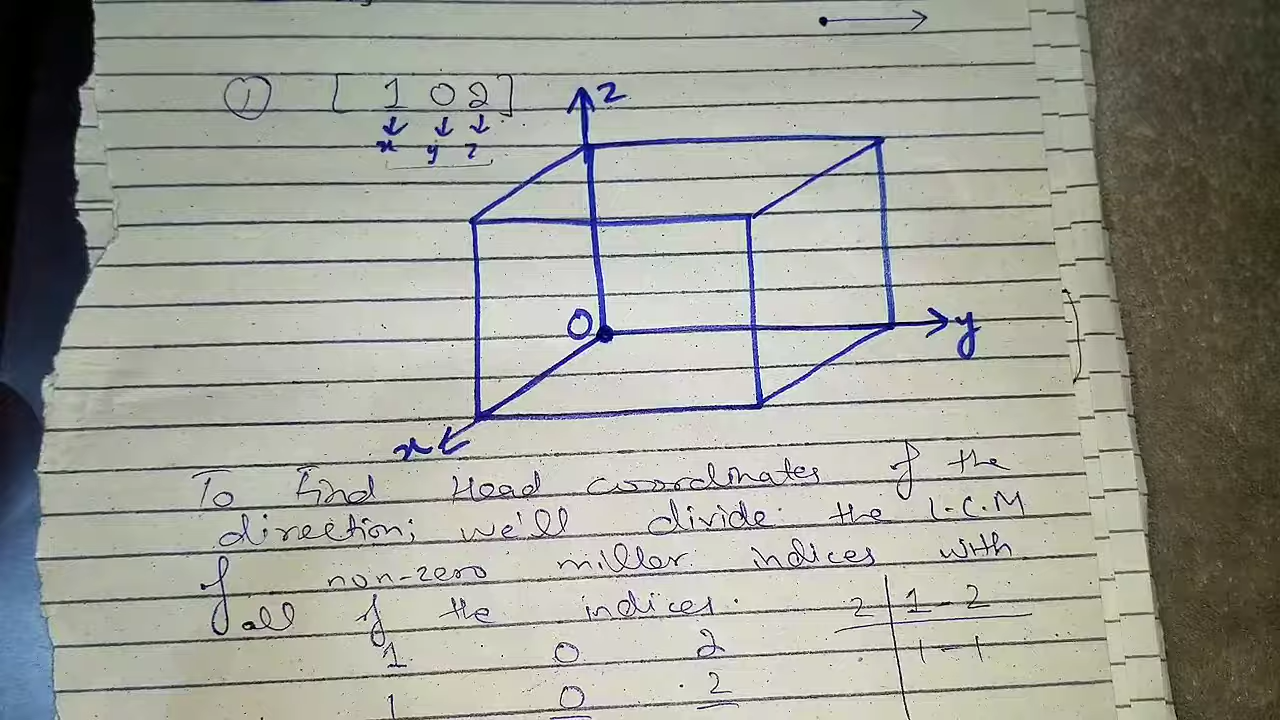 ① [ 1 0 2 ]
x y z
z
O
y
x
To Find Head coordinates of the
direction; we'll divide the L.C.M
of non-zero miller indices with
all of the indices.
2 | 1 - 2
1 - 1
1 0 2
1 0 2